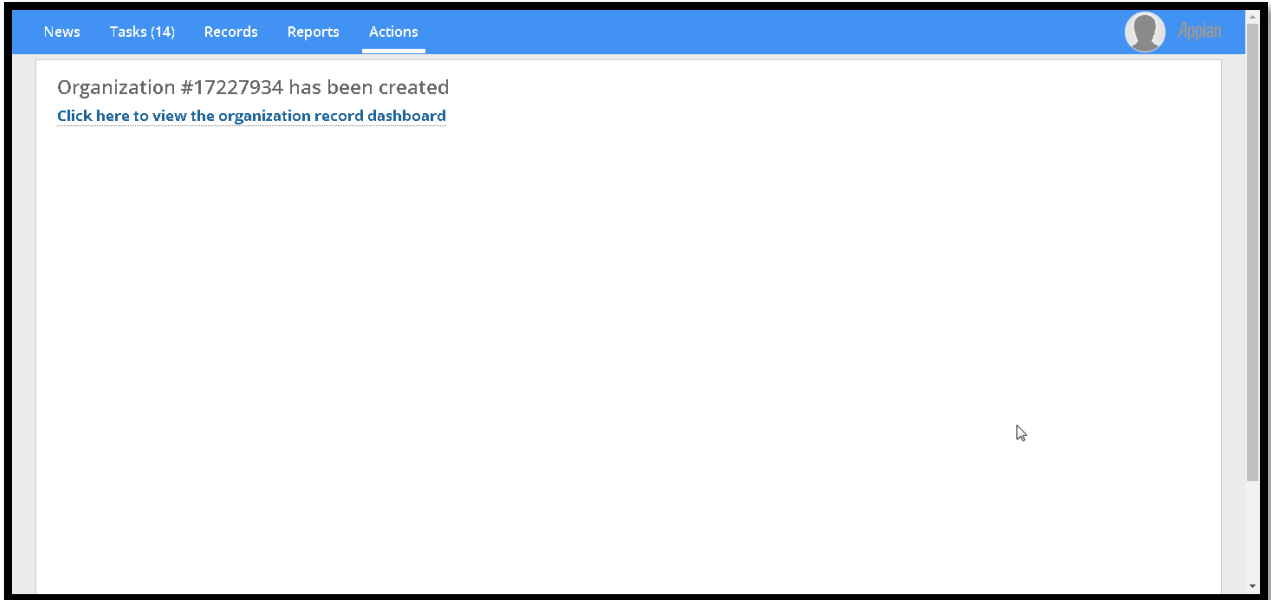 News Tasks (14) Records Reports Actions Appian
Organization #17227934 has been created
Click here to view the organization record dashboard